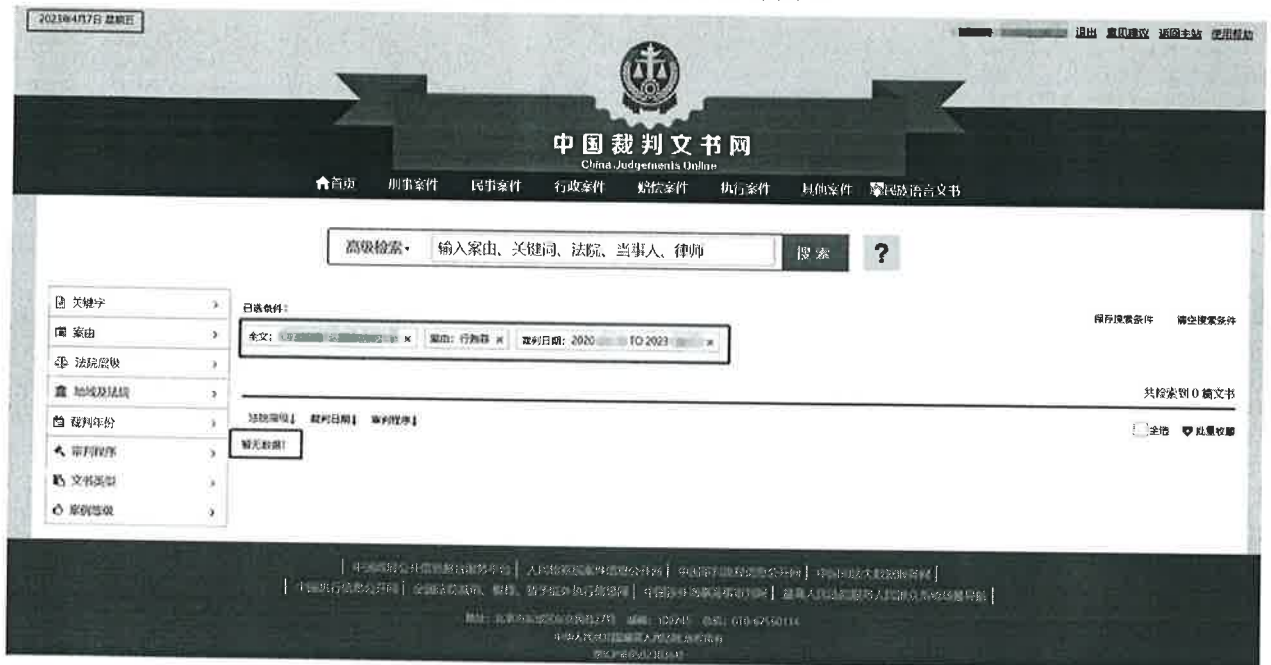 2023年4月7日 星期五
退出 意见建议 返回主站 使用帮助
中国裁判文书网
China Judgements Online
首页 刑事案件 民事案件 行政案件 赔偿案件 执行案件 其他案件 民族语言文书
高级检索 输入案由、关键词、法院、当事人、律师 搜索 ?
关键字
案由
法院层级
地域及法院
裁判年份
审判程序
文书类型
案例等级
已选条件：
保存搜索条件 清空搜索条件
全文： × 案由：行贿罪 × 裁判日期：2020 TO 2023 ×
共检索到 0 篇文书
法院层级↓ 裁判日期↓ 审判程序↓
全选 批量收藏
暂无数据！